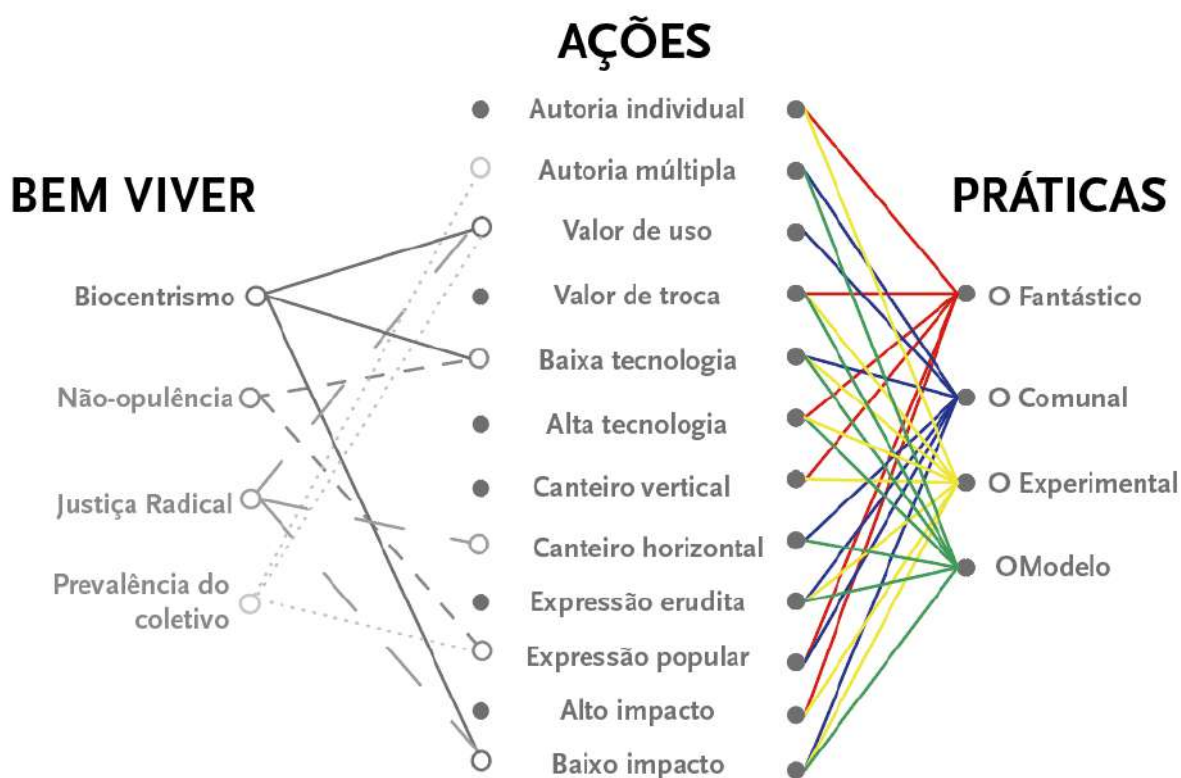 AÇÕES
BEM VIVER
PRÁTICAS
Autoria individual
Autoria múltipla
Valor de uso
Valor de troca
Baixa tecnologia
Alta tecnologia
Canteiro vertical
Canteiro horizontal
Expressão erudita
Expressão popular
Alto impacto
Baixo impacto
Biocentrismo
Não-opulência
Justiça Radical
Prevalência do
coletivo
O Fantástico
O Comunal
O Experimental
OModelo